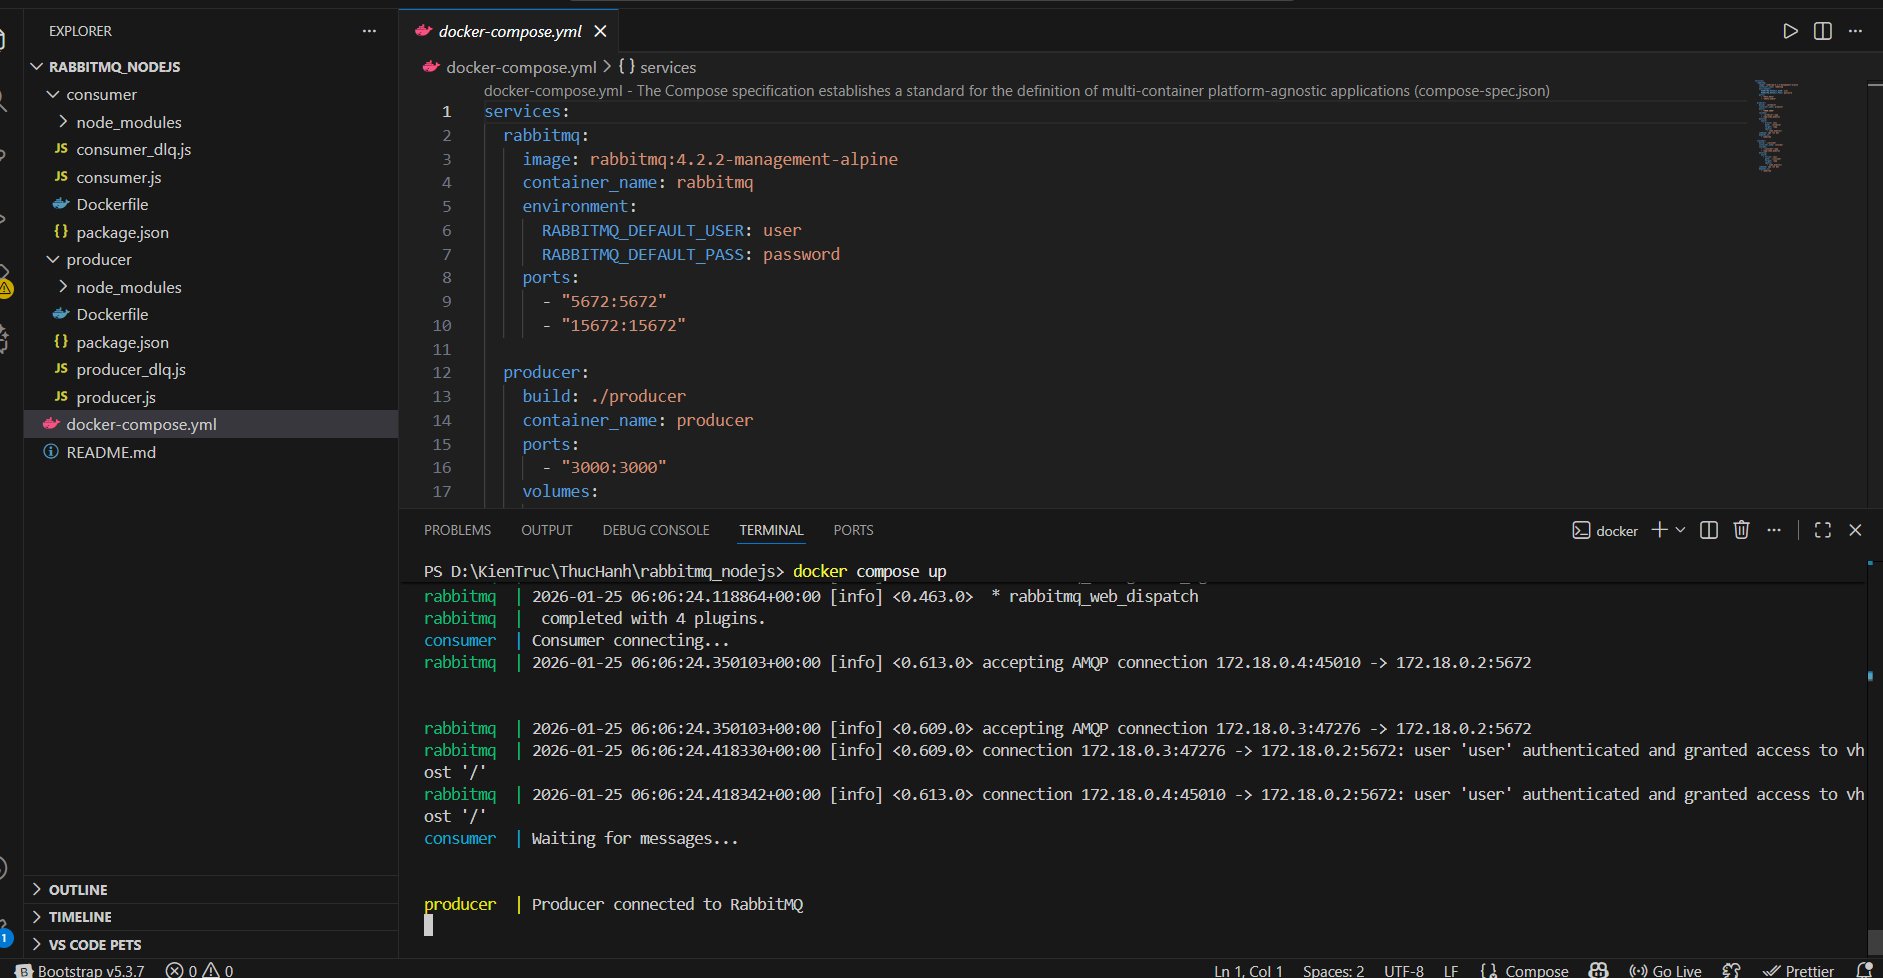 EXPLORER
RABBITMQ_NODEJS
consumer
node_modules
JS consumer_dlq.js
JS consumer.js
Dockerfile
{} package.json
producer
node_modules
Dockerfile
{} package.json
JS producer_dlq.js
JS producer.js
docker-compose.yml
README.md
OUTLINE
TIMELINE
VS CODE PETS
docker-compose.yml
docker-compose.yml > {} services
docker-compose.yml - The Compose specification establishes a standard for the definition of multi-container platform-agnostic applications (compose-spec.json)
1 services:
2 rabbitmq:
3 image: rabbitmq:4.2.2-management-alpine
4 container_name: rabbitmq
5 environment:
6 RABBITMQ_DEFAULT_USER: user
7 RABBITMQ_DEFAULT_PASS: password
8 ports:
9 - "5672:5672"
10 - "15672:15672"
11
12 producer:
13 build: ./producer
14 container_name: producer
15 ports:
16 - "3000:3000"
17 volumes:
PROBLEMS OUTPUT DEBUG CONSOLE TERMINAL PORTS
docker
PS D:\KienTruc\ThucHanh\rabbitmq_nodejs> docker compose up
rabbitmq | 2026-01-25 06:06:24.118864+00:00 [info] <0.463.0> * rabbitmq_web_dispatch
rabbitmq | completed with 4 plugins.
consumer | Consumer connecting...
rabbitmq | 2026-01-25 06:06:24.350103+00:00 [info] <0.613.0> accepting AMQP connection 172.18.0.4:45010 -> 172.18.0.2:5672
rabbitmq | 2026-01-25 06:06:24.350103+00:00 [info] <0.609.0> accepting AMQP connection 172.18.0.3:47276 -> 172.18.0.2:5672
rabbitmq | 2026-01-25 06:06:24.418330+00:00 [info] <0.609.0> connection 172.18.0.3:47276 -> 172.18.0.2:5672: user 'user' authenticated and granted access to vh
ost '/'
rabbitmq | 2026-01-25 06:06:24.418342+00:00 [info] <0.613.0> connection 172.18.0.4:45010 -> 172.18.0.2:5672: user 'user' authenticated and granted access to vh
ost '/'
consumer | Waiting for messages...
producer | Producer connected to RabbitMQ
1
B Bootstrap v5.3.7 0 0 Ln 1, Col 1 Spaces: 2 UTF-8 LF {} Compose Go Live Prettier